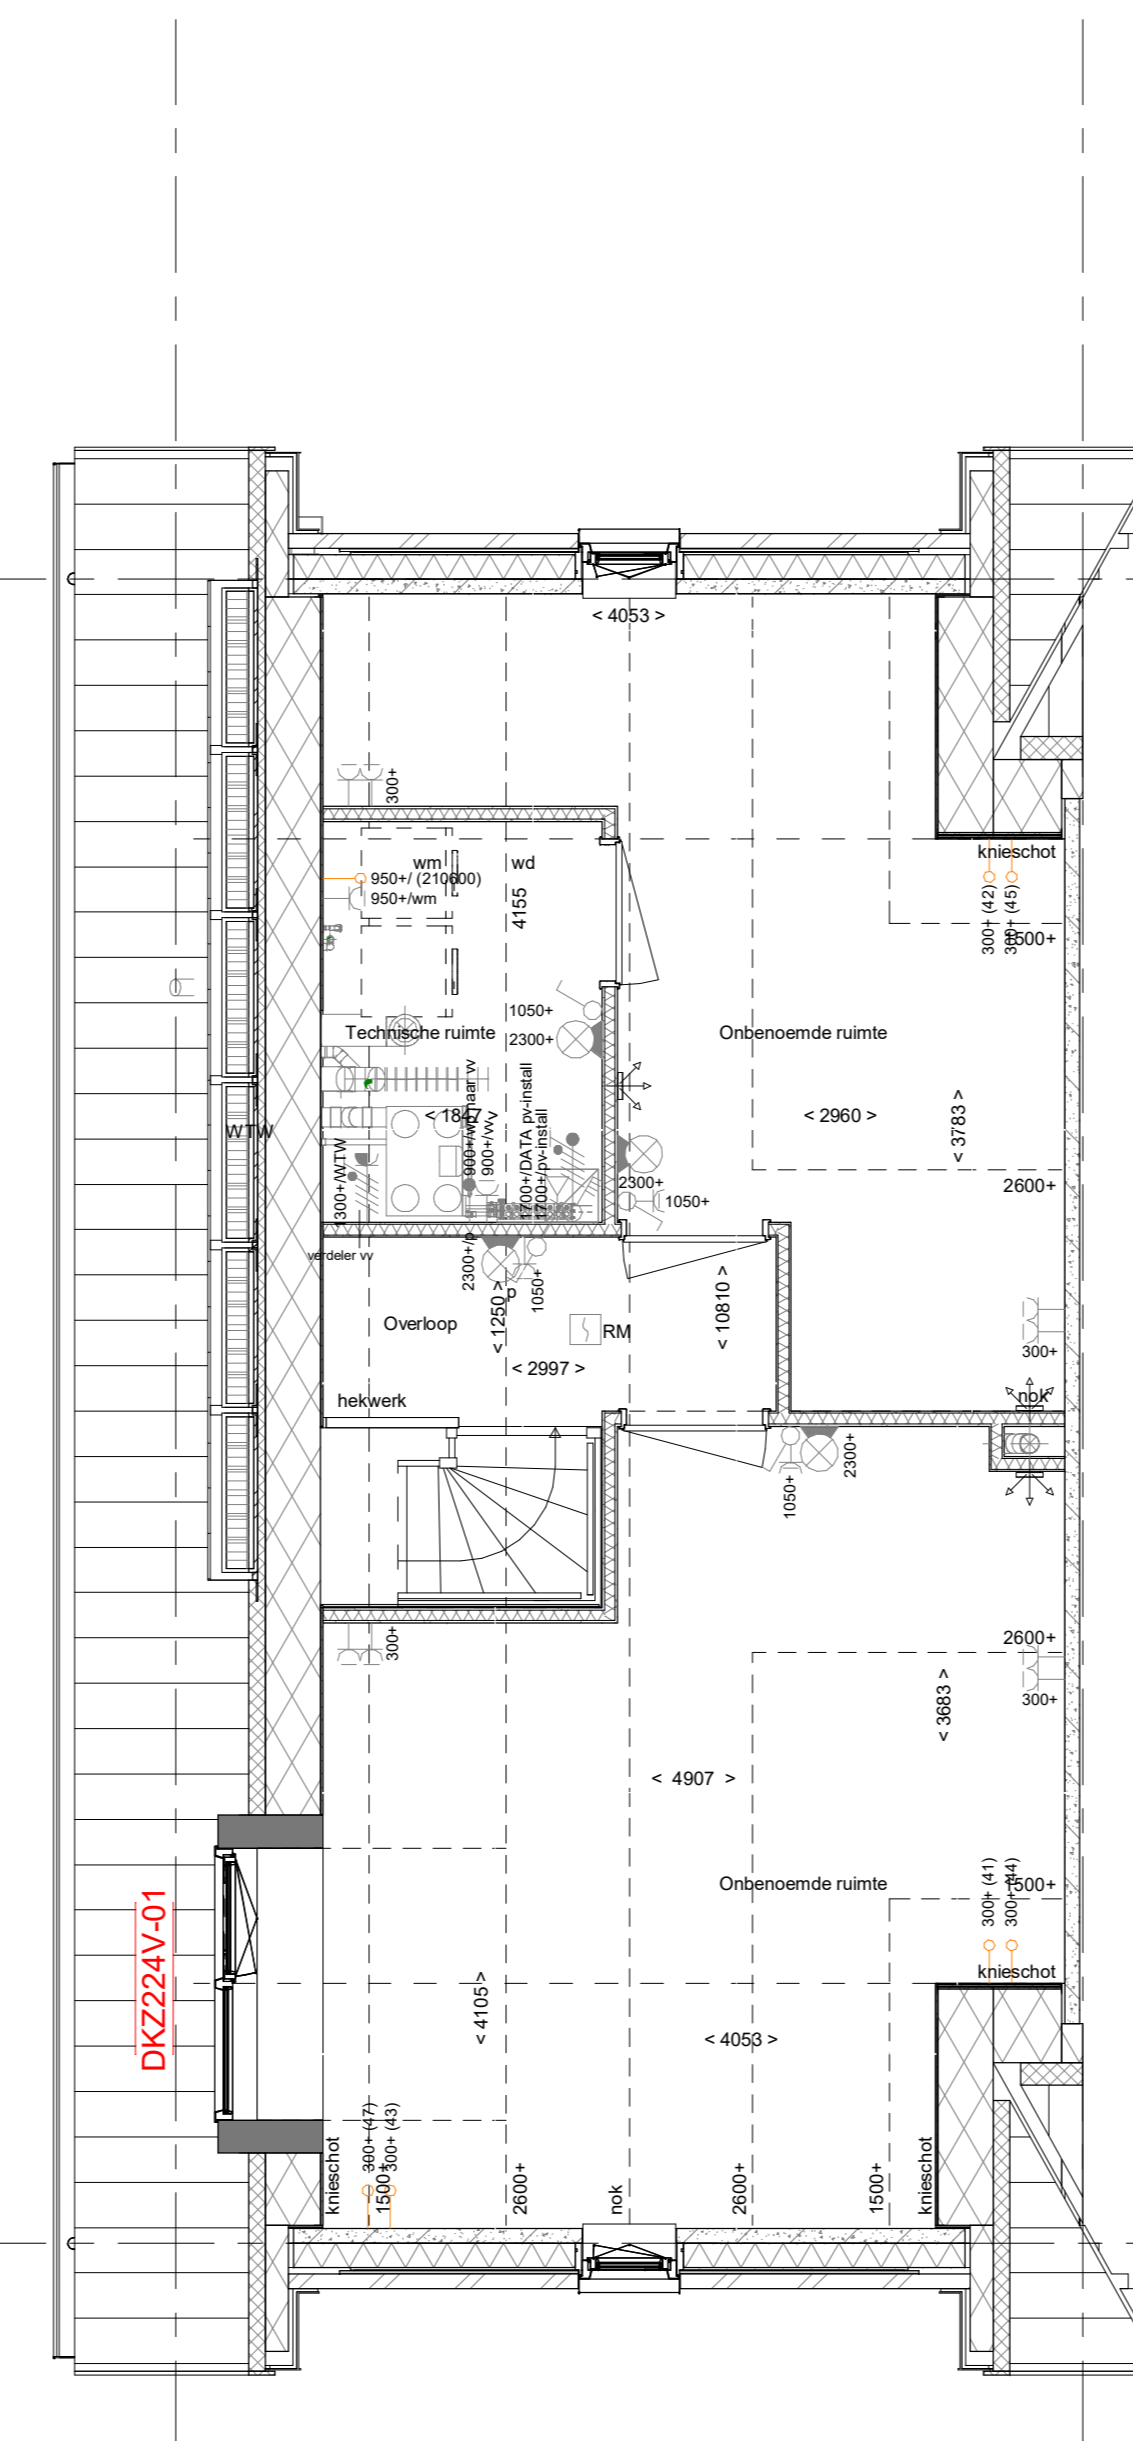 < 4053 >
300+
wm
wd
950+/ (210600)
950+/wm
4155
knieschot
300+ (42)
300+ (45)
1500+
1050+
2300+
Technische ruimte
Onbenoemde ruimte
WTW
< 1847 >
< 2960 >
< 3783 >
1300+/WTW
900+/wp naar vv
900+/vv
1700+/DATA pv-install
1700+/pv-install
2300+
1050+
2600+
verdeler vv
2300+/p
< 1250 >
p
1050+
< 10810 >
Overloop
RM
< 2997 >
300+
hekwerk
nok
1050+
2300+
300+
2600+
300+
< 3683 >
< 4907 >
Onbenoemde ruimte
300+ (41)
300+ (44)
1500+
knieschot
DKZ224V-01
< 4105 >
< 4053 >
300+ (47)
300+ (43)
knieschot
1500+
2600+
nok
2600+
1500+
knieschot